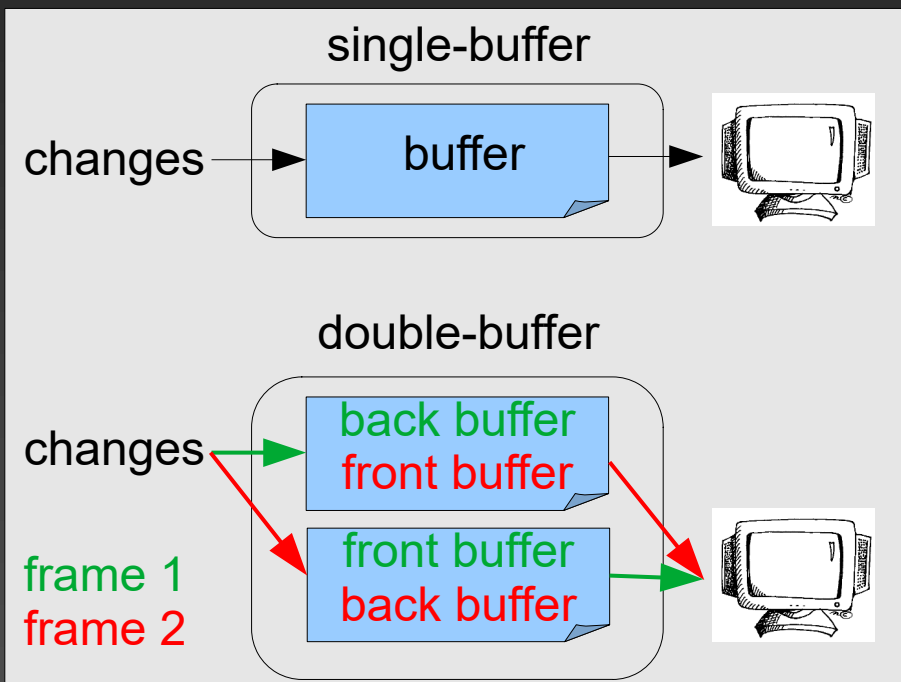 single-buffer
changes
buffer
double-buffer
changes
back buffer
front buffer
front buffer
back buffer
frame 1
frame 2